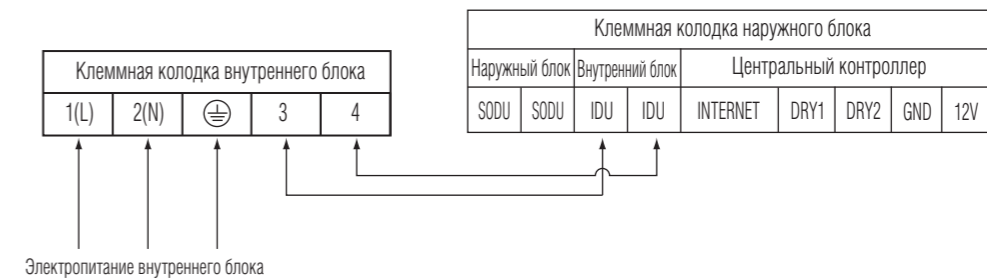 Клеммная колодка наружного блока
Клеммная колодка внутреннего блока
Наружный блок Внутренний блок Центральный контроллер
1(L) 2(N) 3 4
SODU SODU IDU IDU INTERNET DRY1 DRY2 GND 12V
Электропитание внутреннего блока